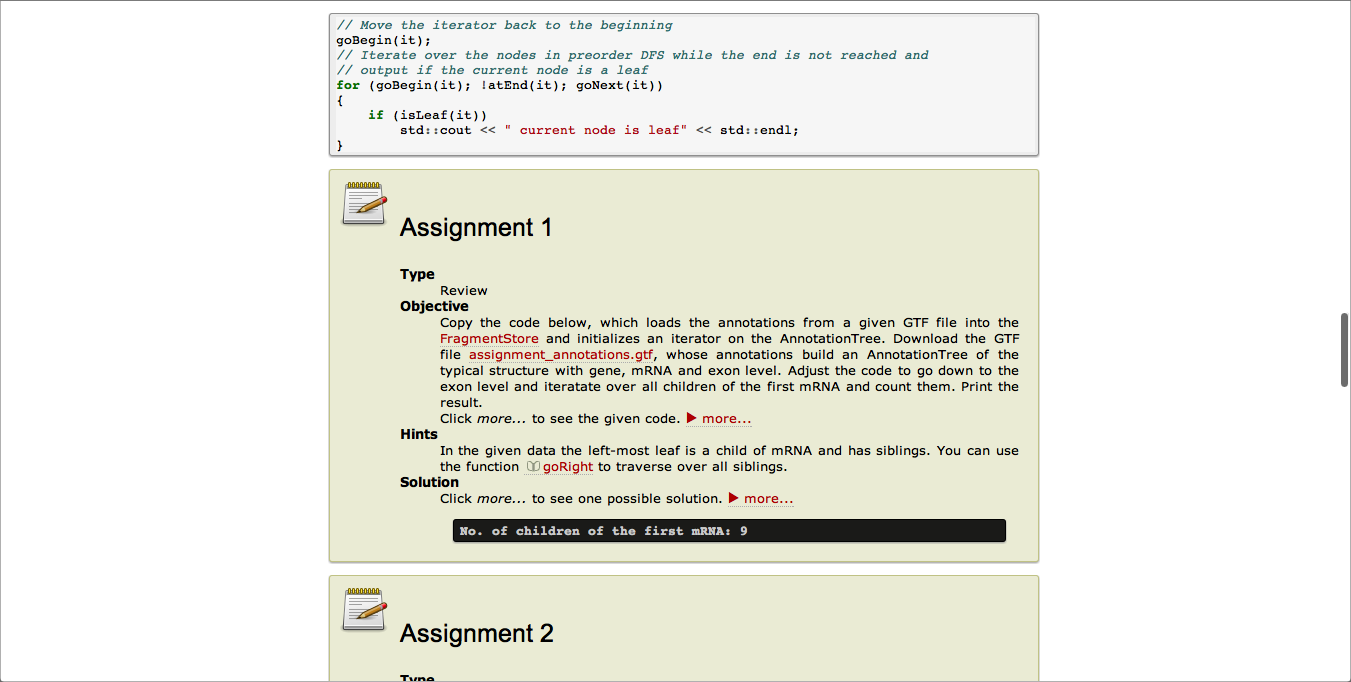 // Move the iterator back to the beginning
goBegin(it);
// Iterate over the nodes in preorder DFS while the end is not reached and
// output if the current node is a leaf
for (goBegin(it); !atEnd(it); goNext(it))
{
    if (isLeaf(it))
        std::cout << " current node is leaf" << std::endl;
}
Assignment 1
Type
Review
Objective
Copy the code below, which loads the annotations from a given GTF file into the
FragmentStore and initializes an iterator on the AnnotationTree. Download the GTF
file assignment_annotations.gtf, whose annotations build an AnnotationTree of the
typical structure with gene, mRNA and exon level. Adjust the code to go down to the
exon level and iteratate over all children of the first mRNA and count them. Print the
result.
Click more... to see the given code. ▶ more...
Hints
In the given data the left-most leaf is a child of mRNA and has siblings. You can use
the function goRight to traverse over all siblings.
Solution
Click more... to see one possible solution. ▶ more...
No. of children of the first mRNA: 9
Assignment 2
Type